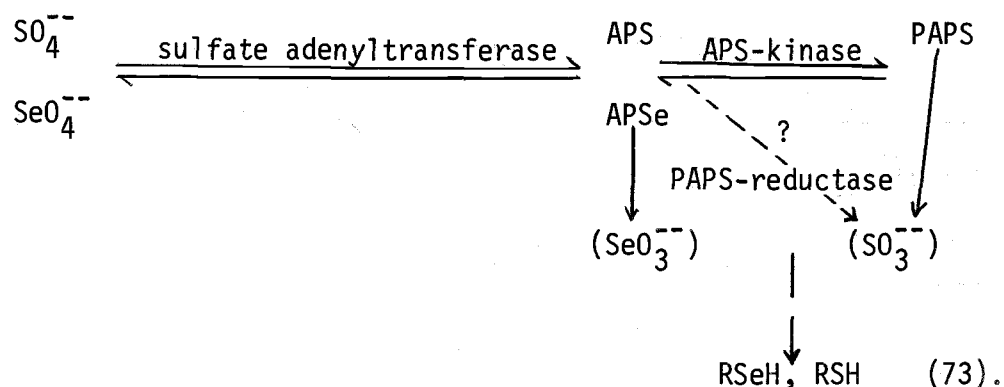 SO₄⁻⁻ APS PAPS
sulfate adenyltransferase APS-kinase
SeO₄⁻⁻ APSe
?
PAPS-reductase
(SeO₃⁻⁻) (SO₃⁻⁻)
RSeH, RSH (73).